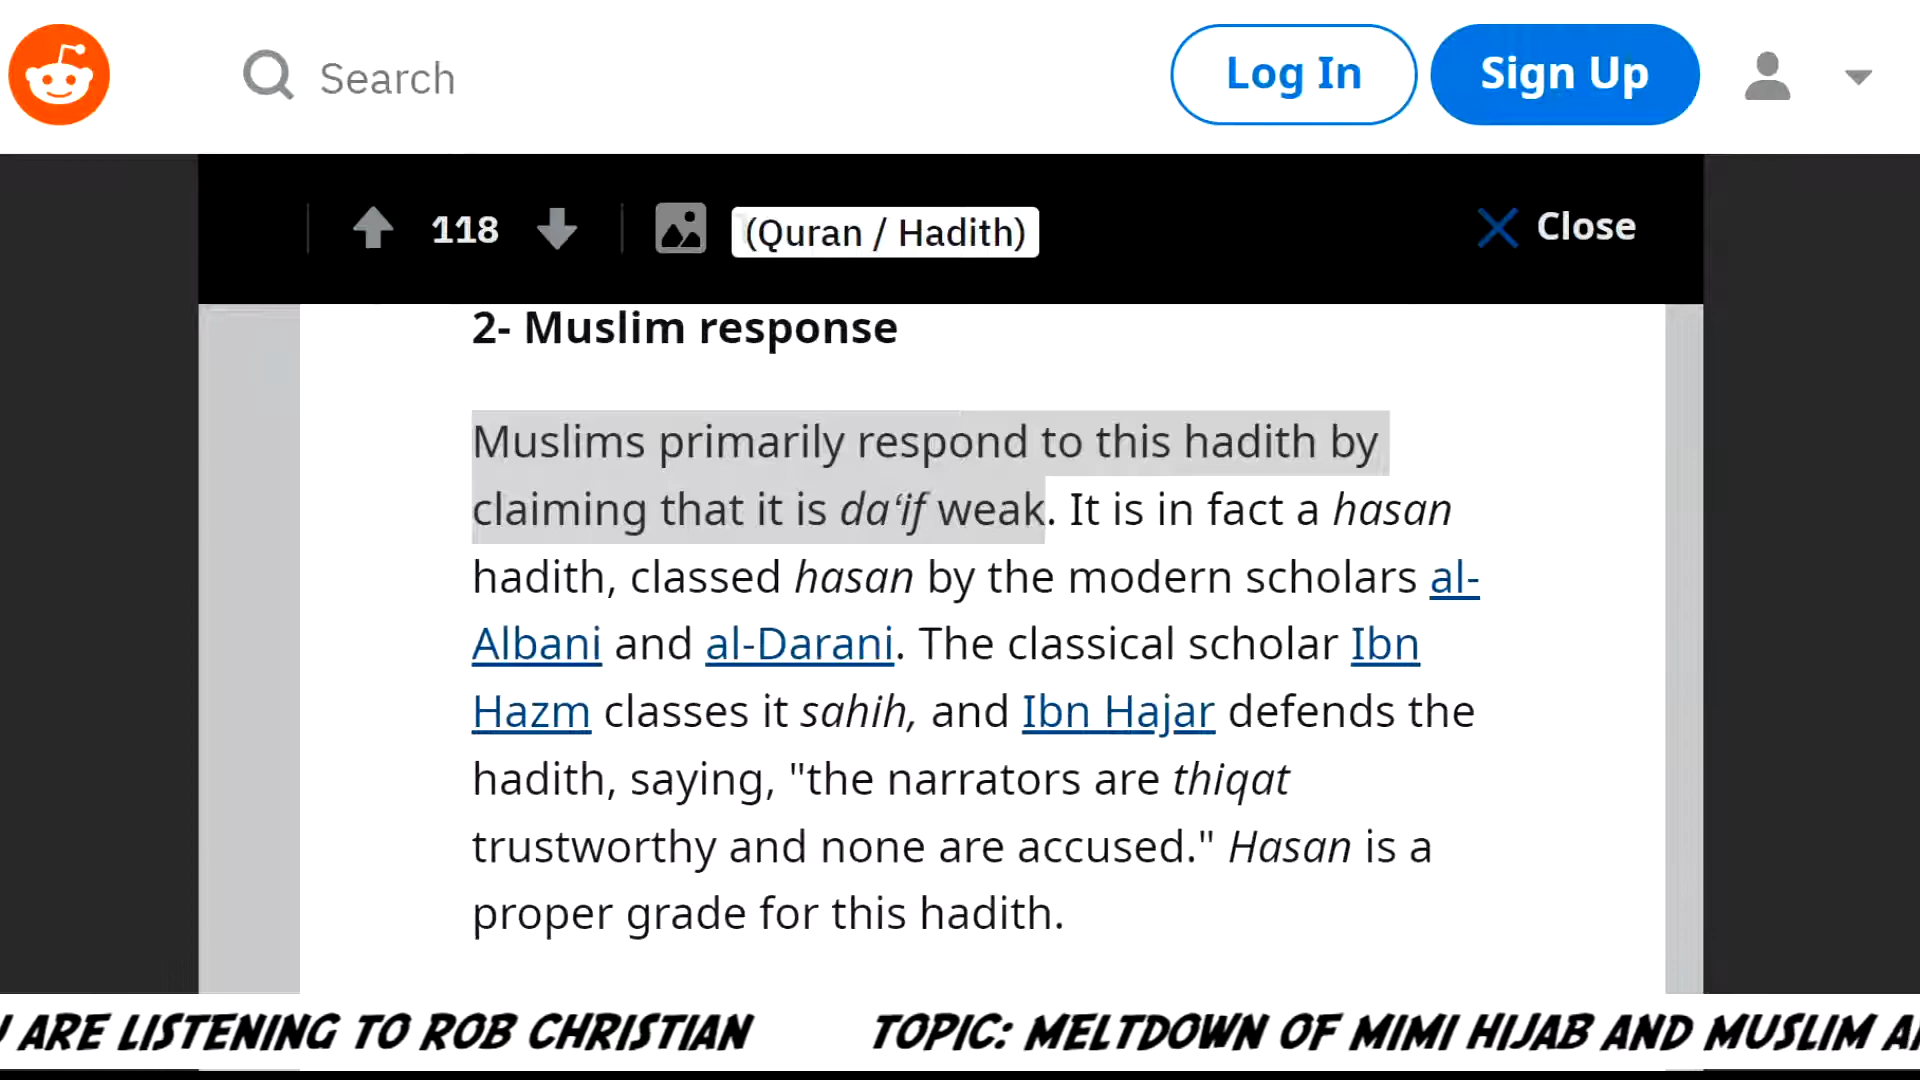 Search
Log In
Sign Up
118
(Quran / Hadith)
Close
2- Muslim response
Muslims primarily respond to this hadith by
claiming that it is da‘if weak. It is in fact a hasan
hadith, classed hasan by the modern scholars al-
Albani and al-Darani. The classical scholar Ibn
Hazm classes it sahih, and Ibn Hajar defends the
hadith, saying, "the narrators are thiqat
trustworthy and none are accused." Hasan is a
proper grade for this hadith.
ARE LISTENING TO ROB CHRISTIAN TOPIC: MELTDOWN OF MIMI HIJAB AND MUSLIM